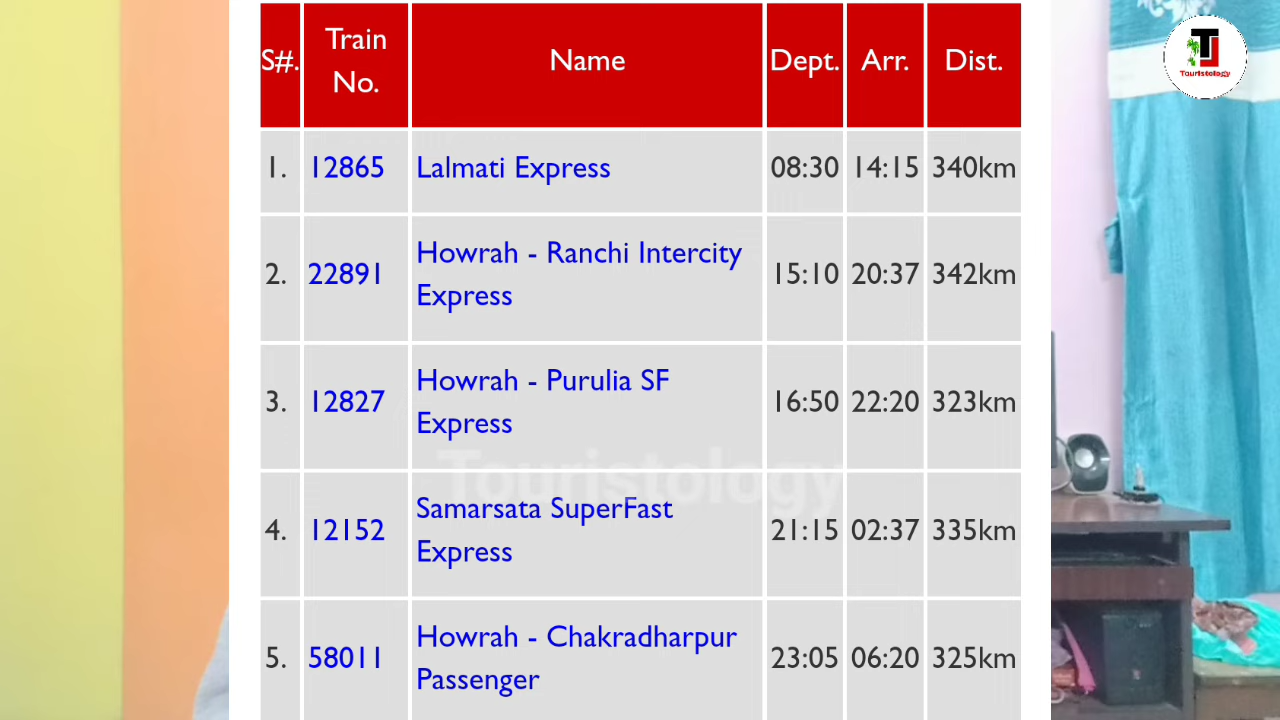 S#. Train No. Name Dept. Arr. Dist.
1. 12865 Lalmati Express 08:30 14:15 340km
2. 22891 Howrah - Ranchi Intercity Express 15:10 20:37 342km
3. 12827 Howrah - Purulia SF Express 16:50 22:20 323km
4. 12152 Samarsata SuperFast Express 21:15 02:37 335km
5. 58011 Howrah - Chakradharpur Passenger 23:05 06:20 325km
Touristology
TJ
Touristology